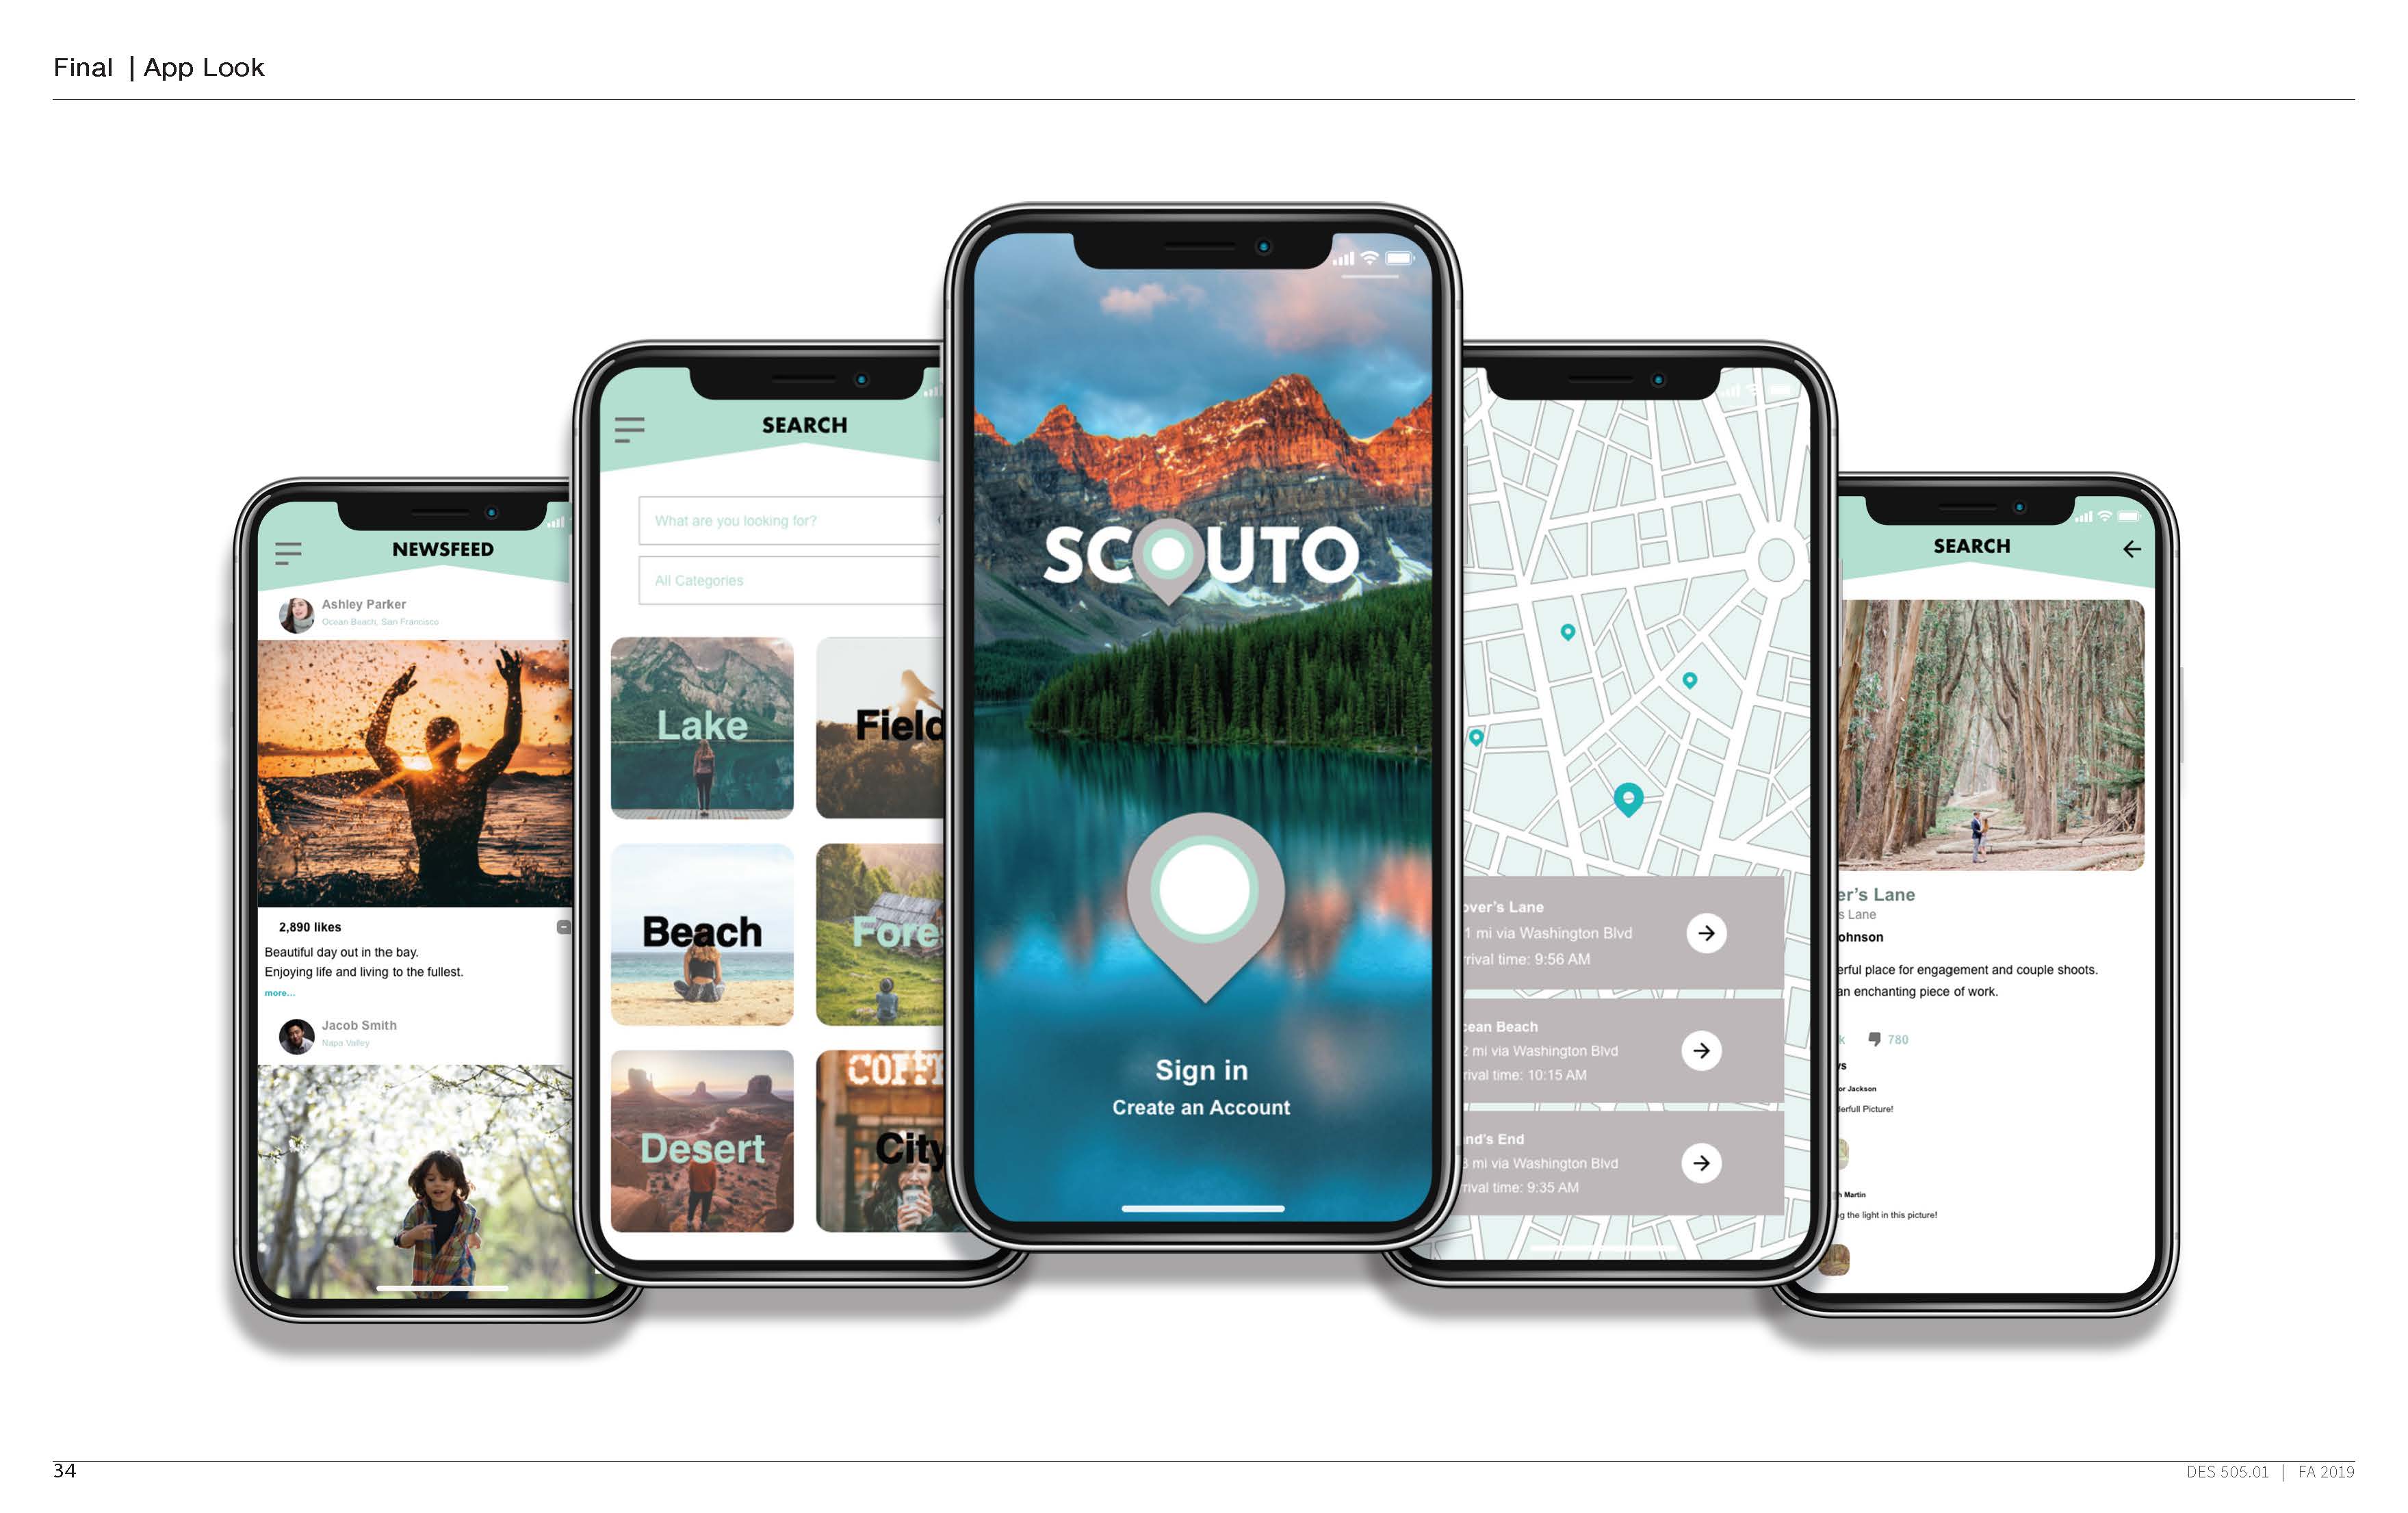 Final | App Look
NEWSFEED
Ashley Parker
Ocean Beach, San Francisco
2,890 likes
Beautiful day out in the bay.
Enjoying life and living to the fullest.
more...
Jacob Smith
Napa Valley
SEARCH
What are you looking for?
All Categories
Lake
Field
Beach
Fore
Desert
COFF
City
SCOUTO
Sign in
Create an Account
over's Lane
1 mi via Washington Blvd
rival time: 9:56 AM
cean Beach
2 mi via Washington Blvd
rival time: 10:15 AM
nd's End
3 mi via Washington Blvd
rival time: 9:35 AM
SEARCH
er's Lane
s Lane
ohnson
erful place for engagement and couple shoots.
an enchanting piece of work.
k 780
ys
or Jackson
derfull Picture!
h Martin
g the light in this picture!
34
DES 505.01 | FA 2019